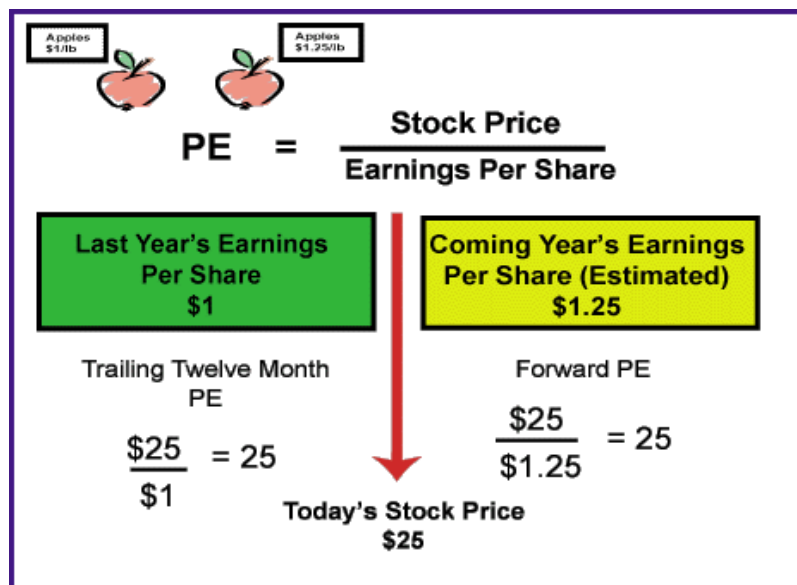 Apples
$1/lb
Apples
$1.25/lb
PE = Stock Price
Earnings Per Share
Last Year's Earnings
Per Share
$1
Coming Year's Earnings
Per Share (Estimated)
$1.25
Trailing Twelve Month
PE
$25
$1
= 25
Forward PE
$25
$1.25
= 25
Today's Stock Price
$25